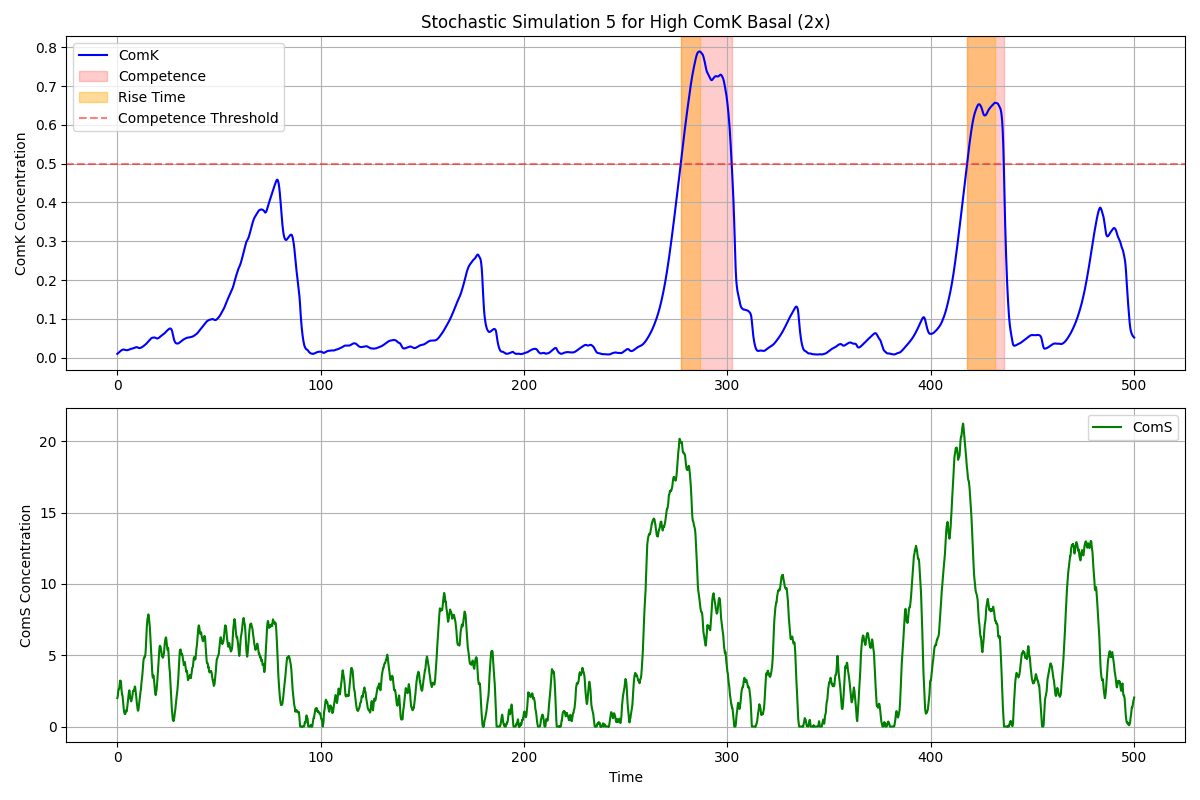 Stochastic Simulation 5 for High ComK Basal (2x)
ComK
Competence
Rise Time
Competence Threshold
ComK Concentration
0.8
0.7
0.6
0.5
0.4
0.3
0.2
0.1
0.0
0 100 200 300 400 500
ComS
ComS Concentration
20
15
10
5
0
0 100 200 300 400 500
Time